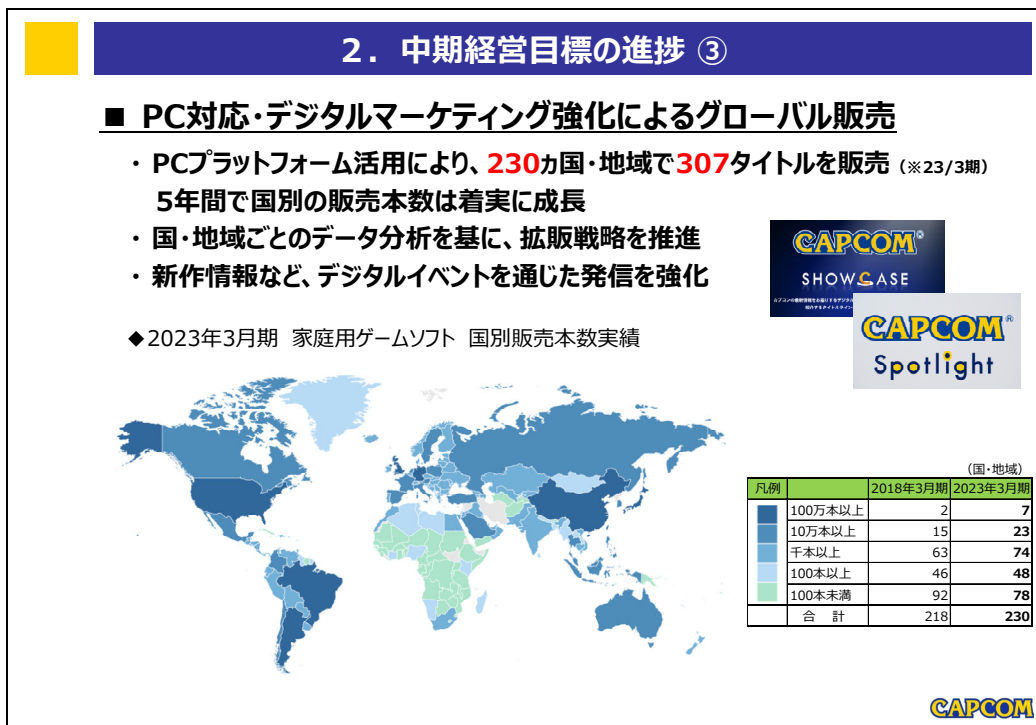 ２．中期経営目標の進捗 ③
■ PC対応・デジタルマーケティング強化によるグローバル販売
・ PCプラットフォーム活用により、230ヵ国・地域で307タイトルを販売（※23/3期）
5年間で国別の販売本数は着実に成長
・ 国・地域ごとのデータ分析を基に、拡販戦略を推進
・ 新作情報など、デジタルイベントを通じた発信を強化
CAPCOM®
SHOWCASE
CAPCOM®
Spotlight
◆2023年3月期 家庭用ゲームソフト 国別販売本数実績
（国・地域）
凡例 2018年3月期 2023年3月期
100万本以上 2 7
10万本以上 15 23
千本以上 63 74
100本以上 46 48
100本未満 92 78
合 計 218 230
CAPCOM